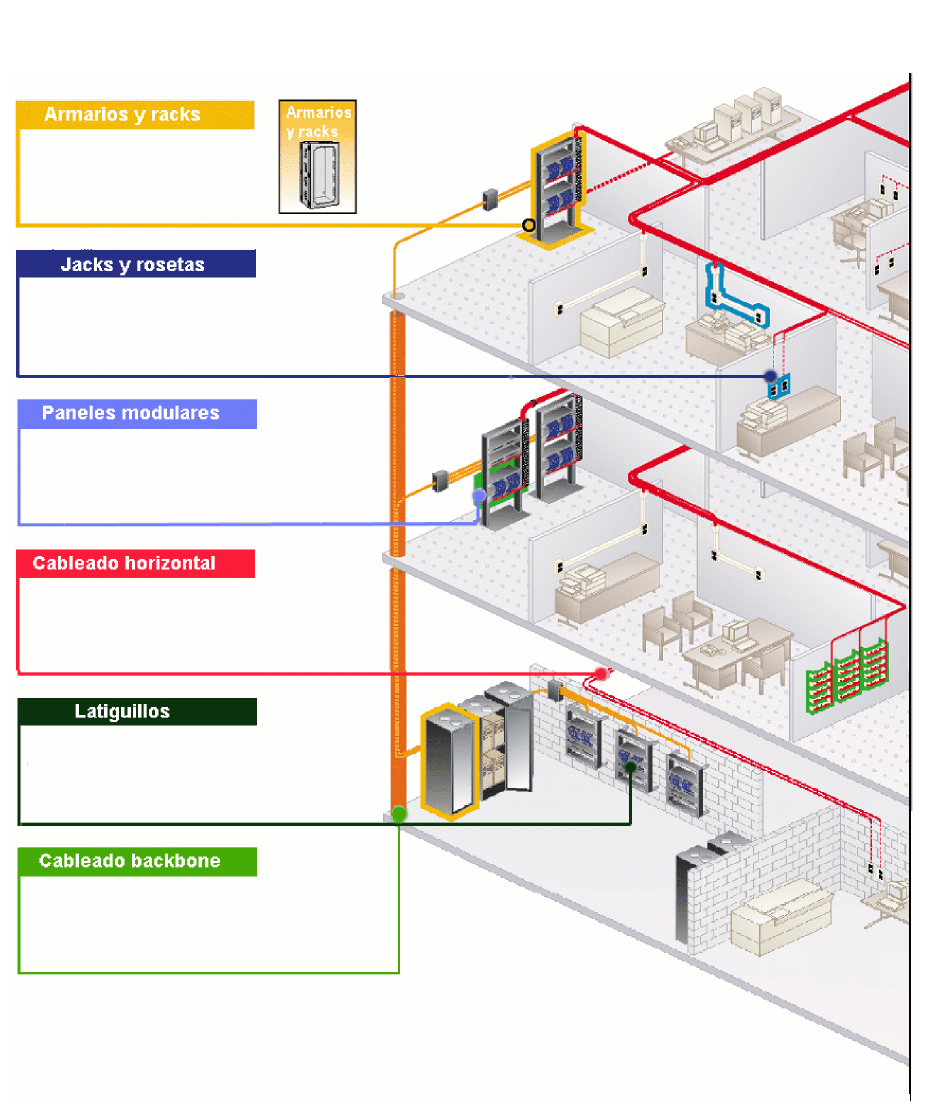 Armarios y racks
Armarios
y racks
Jacks y rosetas
Paneles modulares
Cableado horizontal
Latiguillos
Cableado backbone